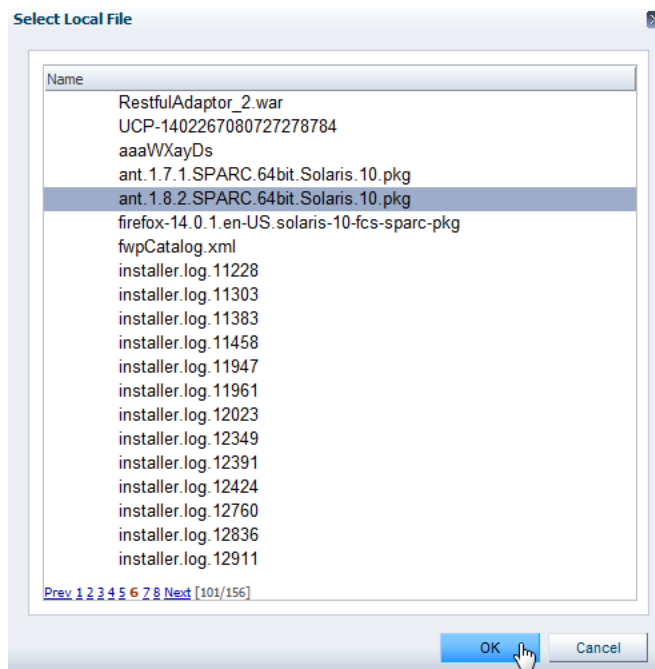 Select Local File
Name
RestfulAdaptor_2.war
UCP-1402267080727278784
aaaWXayDs
ant.1.7.1.SPARC.64bit.Solaris.10.pkg
ant.1.8.2.SPARC.64bit.Solaris.10.pkg
firefox-14.0.1.en-US.solaris-10-fcs-sparc-pkg
fwpCatalog.xml
installer.log.11228
installer.log.11303
installer.log.11383
installer.log.11458
installer.log.11947
installer.log.11961
installer.log.12023
installer.log.12349
installer.log.12391
installer.log.12424
installer.log.12760
installer.log.12836
installer.log.12911
Prev 1 2 3 4 5 6 7 8 Next [101/156]
OK Cancel